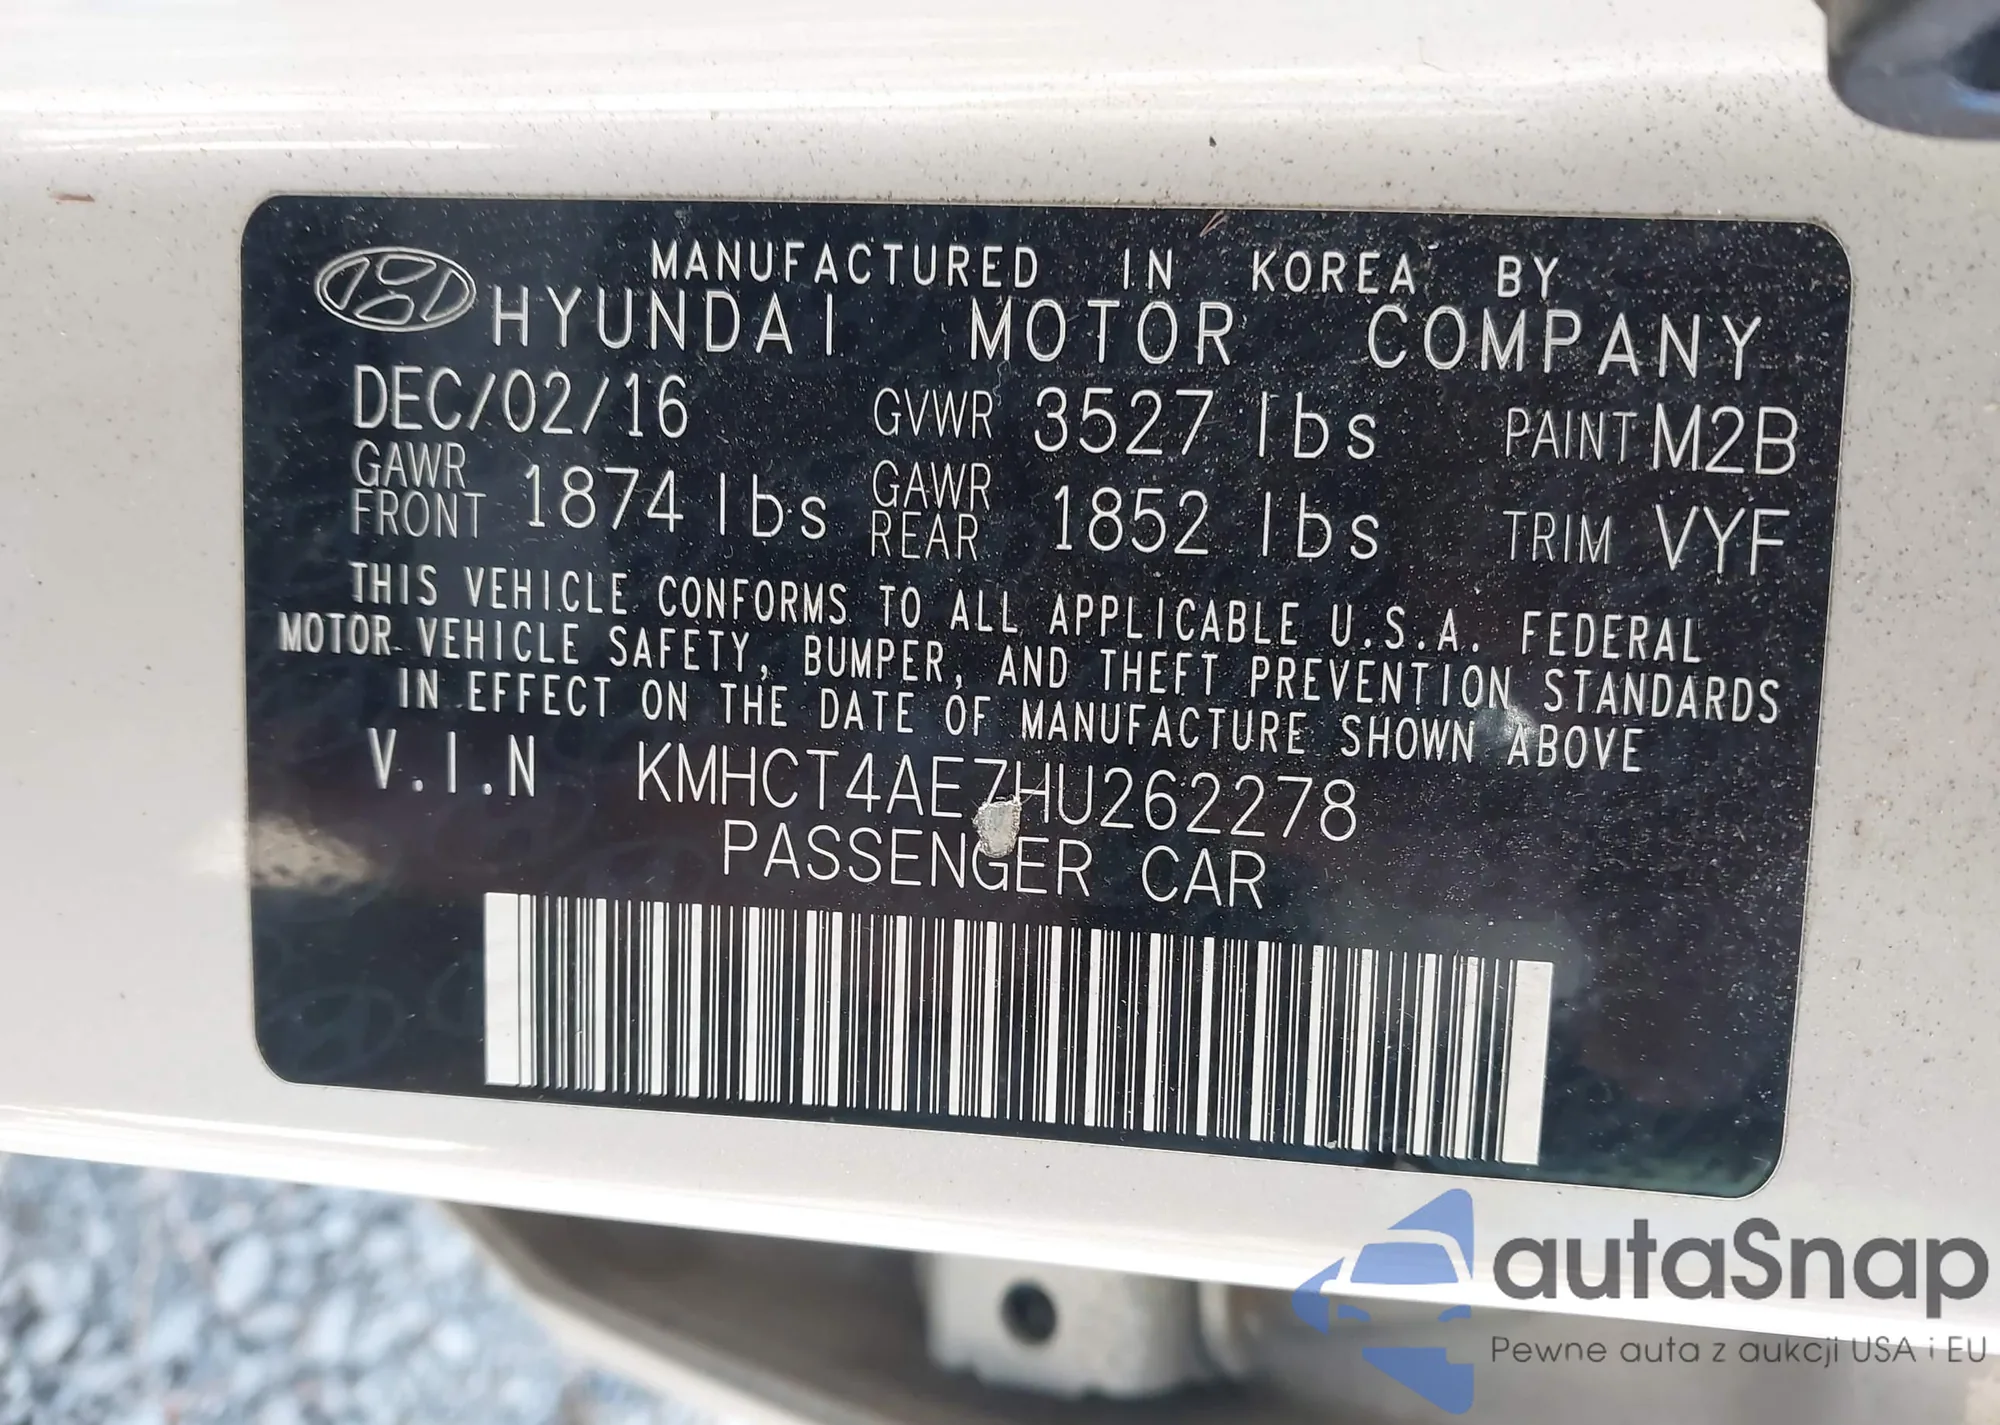 MANUFACTURED IN KOREA BY
HYUNDAI MOTOR COMPANY
DEC/02/16 GVWR 3527 lbs PAINT M2B
GAWR FRONT 1874 lbs GAWR REAR 1852 lbs TRIM VYF
THIS VEHICLE CONFORMS TO ALL APPLICABLE U.S.A. FEDERAL
MOTOR VEHICLE SAFETY, BUMPER, AND THEFT PREVENTION STANDARDS
IN EFFECT ON THE DATE OF MANUFACTURE SHOWN ABOVE
V.I.N KMHCT4AE7HU262278
PASSENGER CAR
autaSnap
Pewne auta z aukcji USA i EU